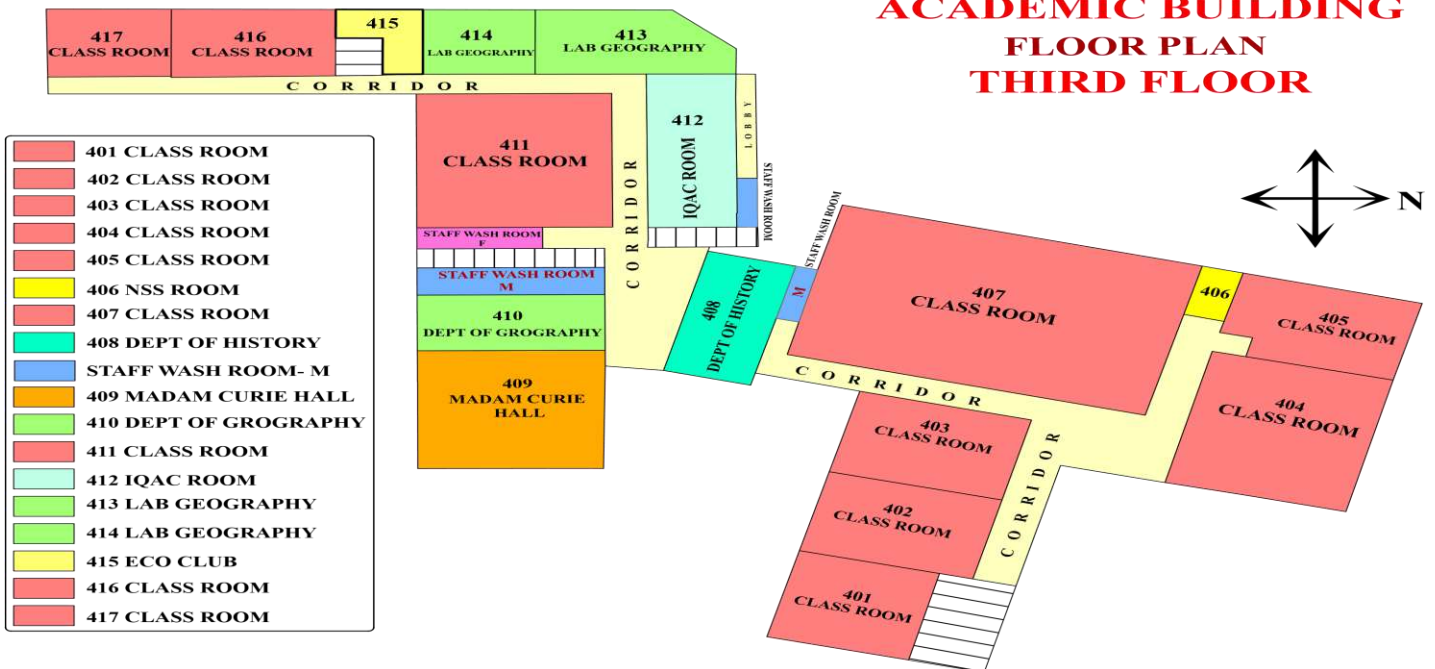 ACADEMIC BUILDING
FLOOR PLAN
THIRD FLOOR
417
CLASS ROOM
416
CLASS ROOM
415
414
LAB GEOGRAPHY
413
LAB GEOGRAPHY
CORRIDOR
411
CLASS ROOM
412
IQAC ROOM
LOBBY
STAFF WASH ROOM
CORRIDOR
STAFF WASH ROOM
F
STAFF WASH ROOM
M
410
DEPT OF GROGRAPHY
409
MADAM CURIE
HALL
408
DEPT OF HISTORY
M
STAFF WASH ROOM
407
CLASS ROOM
406
405
CLASS ROOM
404
CLASS ROOM
CORRIDOR
403
CLASS ROOM
402
CLASS ROOM
401
CLASS ROOM
CORRIDOR
N
401 CLASS ROOM
402 CLASS ROOM
403 CLASS ROOM
404 CLASS ROOM
405 CLASS ROOM
406 NSS ROOM
407 CLASS ROOM
408 DEPT OF HISTORY
STAFF WASH ROOM- M
409 MADAM CURIE HALL
410 DEPT OF GROGRAPHY
411 CLASS ROOM
412 IQAC ROOM
413 LAB GEOGRAPHY
414 LAB GEOGRAPHY
415 ECO CLUB
416 CLASS ROOM
417 CLASS ROOM